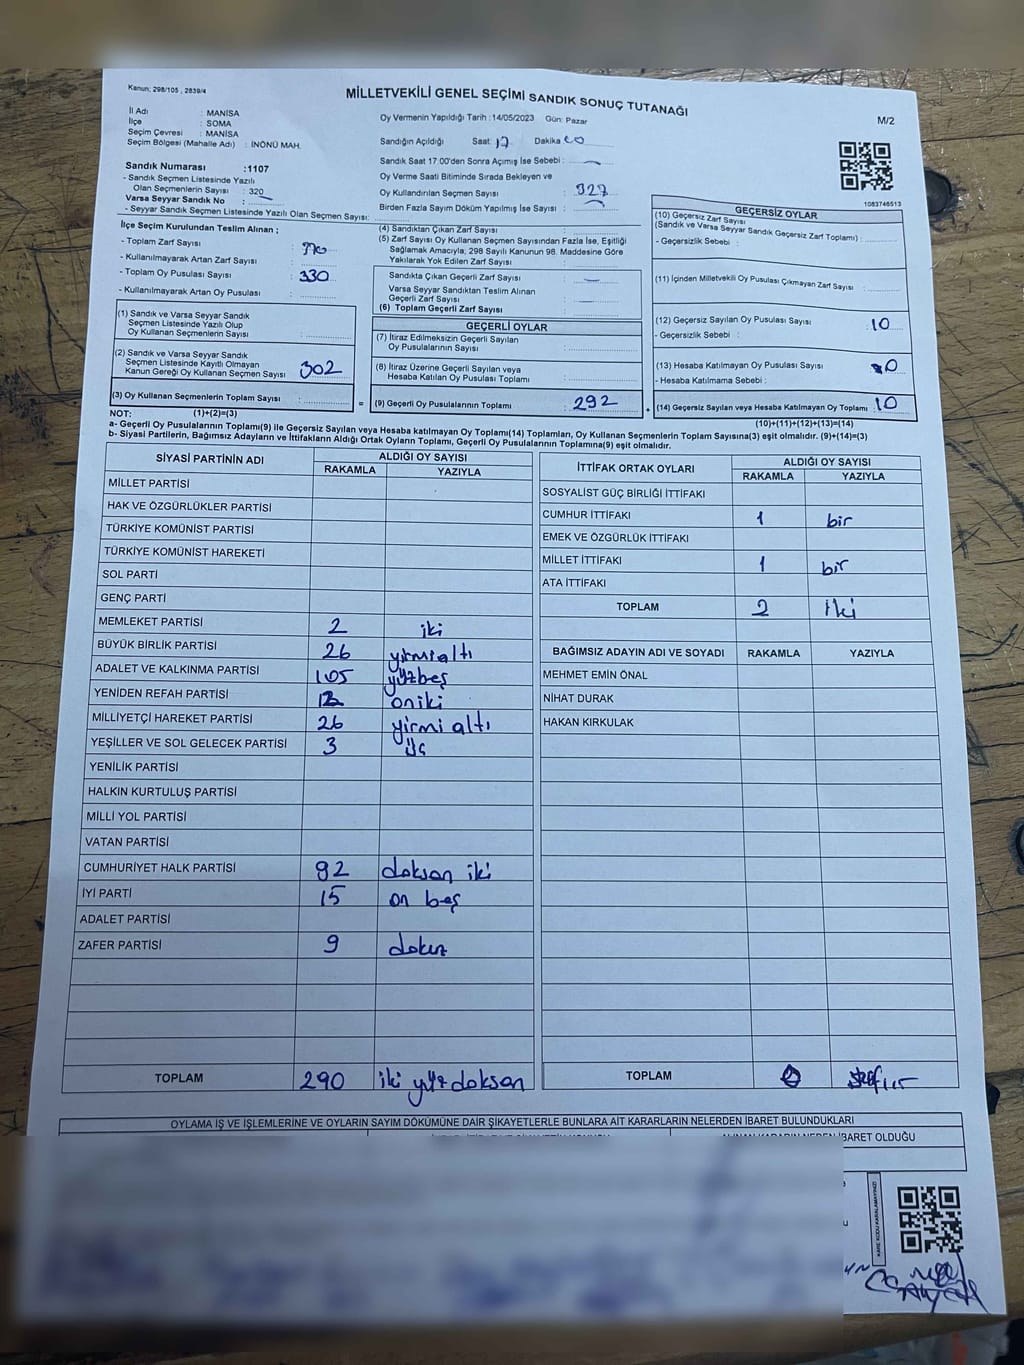 Kanun; 298/105 , 2839/4
MİLLETVEKİLİ GENEL SEÇİMİ SANDIK SONUÇ TUTANAĞI
M/2
İl Adı : MANİSA
İlçe : SOMA
Seçim Çevresi : MANİSA
Seçim Bölgesi (Mahalle Adı) : İNÖNÜ MAH.
Oy Vermenin Yapıldığı Tarih :14/05/2023 Gün: Pazar
Sandığın Açıldığı Saat: 17 Dakika
Sandık Saat 17:00'den Sonra Açımış İse Sebebi :
Oy Verme Saati Bitiminde Sırada Bekleyen ve
Oy Kullandırılan Seçmen Sayısı : 327
Birden Fazla Sayım Döküm Yapılmış İse Sayısı :
Sandık Numarası :1107
- Sandık Seçmen Listesinde Yazılı
Olan Seçmenlerin Sayısı : 320
Varsa Seyyar Sandık No :
- Seyyar Sandık Seçmen Listesinde Yazılı Olan Seçmen Sayısı:
1083746513
İlçe Seçim Kurulundan Teslim Alınan ;
- Toplam Zarf Sayısı :
- Kullanılmayarak Artan Zarf Sayısı :
- Toplam Oy Pusulası Sayısı : 330
- Kullanılmayarak Artan Oy Pusulası :
(1) Sandık ve Varsa Seyyar Sandık
Seçmen Listesinde Yazılı Olup
Oy Kullanan Seçmenlerin Sayısı :
(2) Sandık ve Varsa Seyyar Sandık
Seçmen Listesinde Kayıtlı Olmayan
Kanun Gereği Oy Kullanan Seçmen Sayısı : 302
(3) Oy Kullanan Seçmenlerin Toplam Sayısı :
(4) Sandıktan Çıkan Zarf Sayısı :
(5) Zarf Sayısı Oy Kullanan Seçmen Sayısından Fazla İse, Eşitliği
Sağlamak Amacıyla; 298 Sayılı Kanunun 98. Maddesine Göre
Yakılarak Yok Edilen Zarf Sayısı :
Sandıkta Çıkan Geçerli Zarf Sayısı :
Varsa Seyyar Sandıktan Teslim Alınan
Geçerli Zarf Sayısı :
(6) Toplam Geçerli Zarf Sayısı :
GEÇERLİ OYLAR
(7) İtiraz Edilmeksizin Geçerli Sayılan
Oy Pusulalarının Sayısı :
(8) İtiraz Üzerine Geçerli Sayılan veya
Hesaba Katılan Oy Pusulası Toplamı :
= (9) Geçerli Oy Pusulalarının Toplamı : 292
GEÇERSİZ OYLAR
(10) Geçersiz Zarf Sayısı
(Sandık ve Varsa Seyyar Sandık Geçersiz Zarf Toplamı) :
- Geçersizlik Sebebi :
(11) İçinden Milletvekili Oy Pusulası Çıkmayan Zarf Sayısı :
(12) Geçersiz Sayılan Oy Pusulası Sayısı : 10
- Geçersizlik Sebebi :
(13) Hesaba Katılmayan Oy Pusulası Sayısı : 0
- Hesaba Katılmama Sebebi :
+ (14) Geçersiz Sayılan veya Hesaba Katılmayan Oy Toplamı : 10
NOT: (1)+(2)=(3)
(10)+(11)+(12)+(13)=(14)
a- Geçerli Oy Pusulalarının Toplamı(9) ile Geçersiz Sayılan veya Hesaba katılmayan Oy Toplamı(14) Toplamları, Oy Kullanan Seçmenlerin Toplam Sayısına(3) eşit olmalıdır. (9)+(14)=(3)
b- Siyasi Partilerin, Bağımsız Adayların ve İttifakların Aldığı Ortak Oyların Toplamı, Geçerli Oy Pusulalarının Toplamına(9) eşit olmalıdır.
SİYASİ PARTİNİN ADI ALDIĞI OY SAYISI
RAKAMLA YAZIYLA
MİLLET PARTİSİ
HAK VE ÖZGÜRLÜKLER PARTİSİ
TÜRKİYE KOMÜNİST PARTİSİ
TÜRKİYE KOMÜNİST HAREKETİ
SOL PARTİ
GENÇ PARTİ
MEMLEKET PARTİSİ 2 iki
BÜYÜK BİRLİK PARTİSİ 26 yirmialtı
ADALET VE KALKINMA PARTİSİ 105 yüzbeş
YENİDEN REFAH PARTİSİ 12 oniki
MİLLİYETÇİ HAREKET PARTİSİ 26 yirmi altı
YEŞİLLER VE SOL GELECEK PARTİSİ 3 üç
YENİLİK PARTİSİ
HALKIN KURTULUŞ PARTİSİ
MİLLİ YOL PARTİSİ
VATAN PARTİSİ
CUMHURİYET HALK PARTİSİ 92 doksan iki
İYİ PARTİ 15 on beş
ADALET PARTİSİ
ZAFER PARTİSİ 9 dokuz
TOPLAM 290 iki yüz doksan
İTTİFAK ORTAK OYLARI ALDIĞI OY SAYISI
RAKAMLA YAZIYLA
SOSYALİST GÜÇ BİRLİĞİ İTTİFAKI
CUMHUR İTTİFAKI 1 bir
EMEK VE ÖZGÜRLÜK İTTİFAKI
MİLLET İTTİFAKI 1 bir
ATA İTTİFAKI
TOPLAM 2 iki
BAĞIMSIZ ADAYIN ADI VE SOYADI RAKAMLA YAZIYLA
MEHMET EMİN ÖNAL
NİHAT DURAK
HAKAN KIRKULAK
TOPLAM 0 sıfır
OYLAMA İŞ VE İŞLEMLERİNE VE OYLARIN SAYIM DÖKÜMÜNE DAİR ŞİKAYETLERLE BUNLARA AİT KARARLARIN NELERDEN İBARET BULUNDUKLARI
ALINAN KARARIN NEDEN İBARET OLDUĞU
KARE KODU KARALAMAYINIZ!